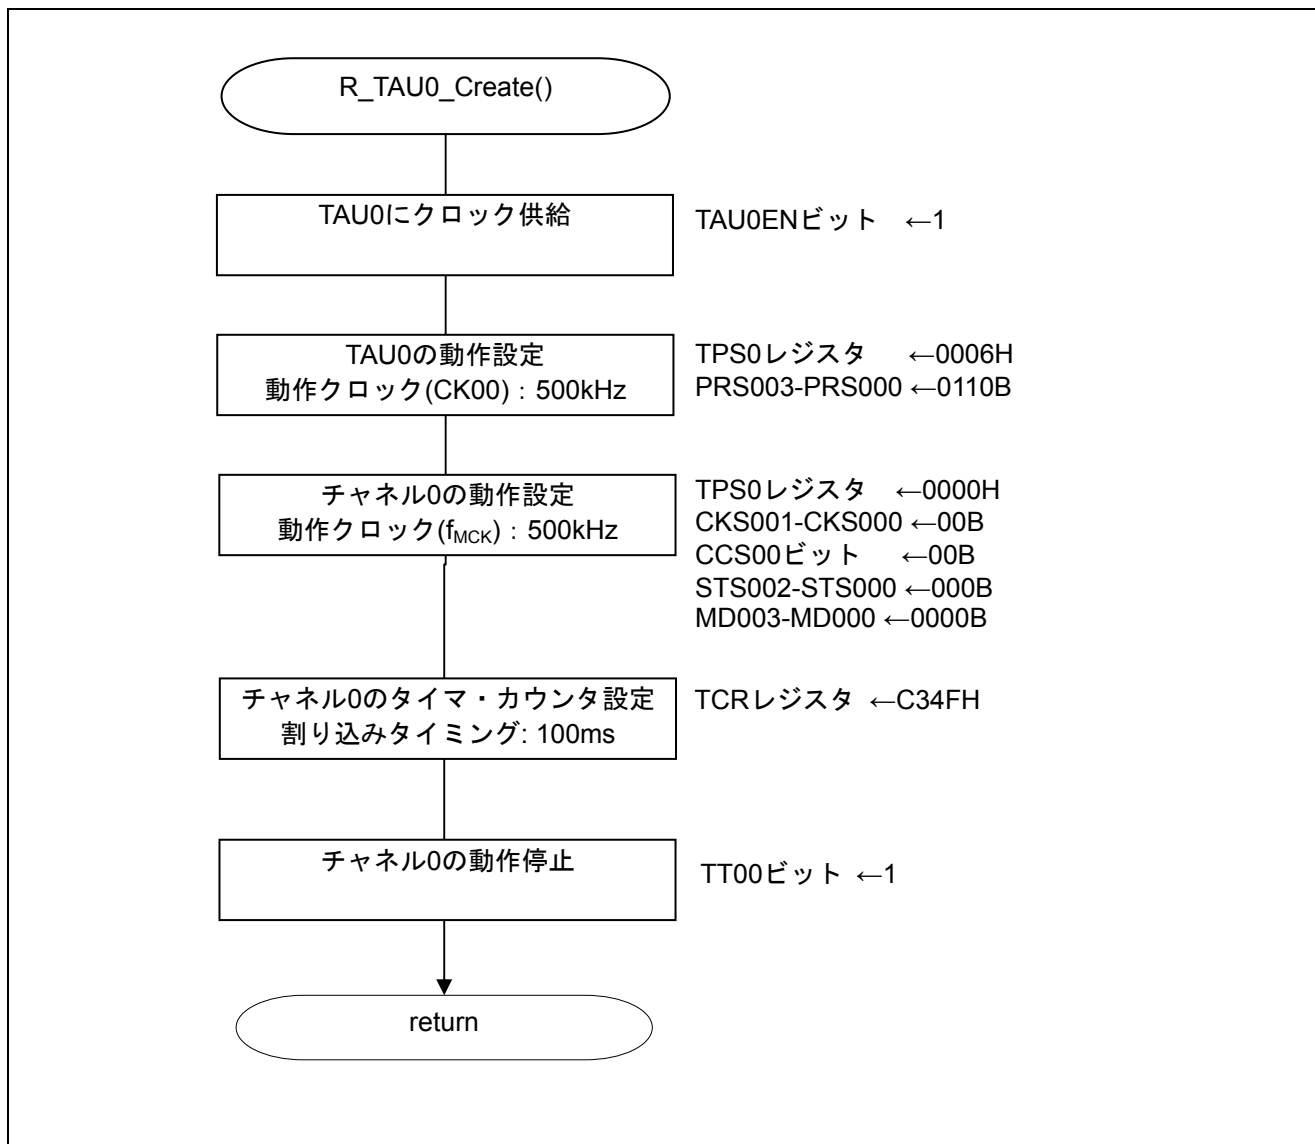 R_TAU0_Create()
TAU0にクロック供給
TAU0ENビット ←1
TAU0の動作設定
動作クロック(CK00)：500kHz
TPS0レジスタ ←0006H
PRS003-PRS000 ←0110B
チャネル0の動作設定
動作クロック(fMCK)：500kHz
TPS0レジスタ ←0000H
CKS001-CKS000 ←00B
CCS00ビット ←00B
STS002-STS000 ←000B
MD003-MD000 ←0000B
チャネル0のタイマ・カウンタ設定
割り込みタイミング: 100ms
TCRレジスタ ←C34FH
チャネル0の動作停止
TT00ビット ←1
return